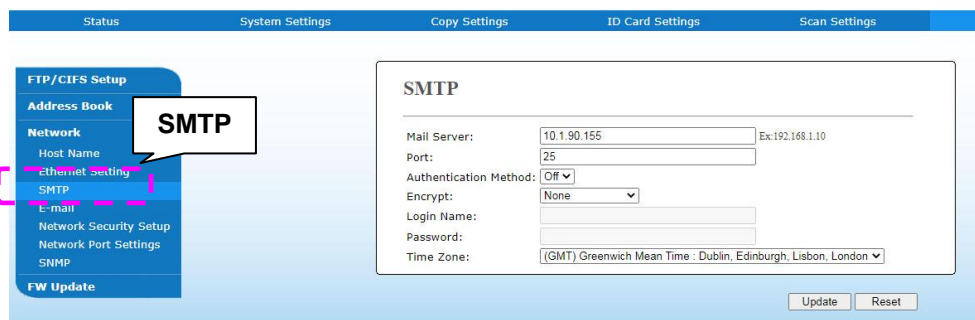 Status System Settings Copy Settings ID Card Settings Scan Settings
FTP/CIFS Setup
Address Book
Network
Host Name
Ethernet Setting
SMTP
E-mail
Network Security Setup
Network Port Settings
SNMP
FW Update
SMTP
SMTP
Mail Server: 10.1.90.155 Ex:192.168.1.10
Port: 25
Authentication Method: Off
Encrypt: None
Login Name:
Password:
Time Zone: (GMT) Greenwich Mean Time : Dublin, Edinburgh, Lisbon, London
Update Reset